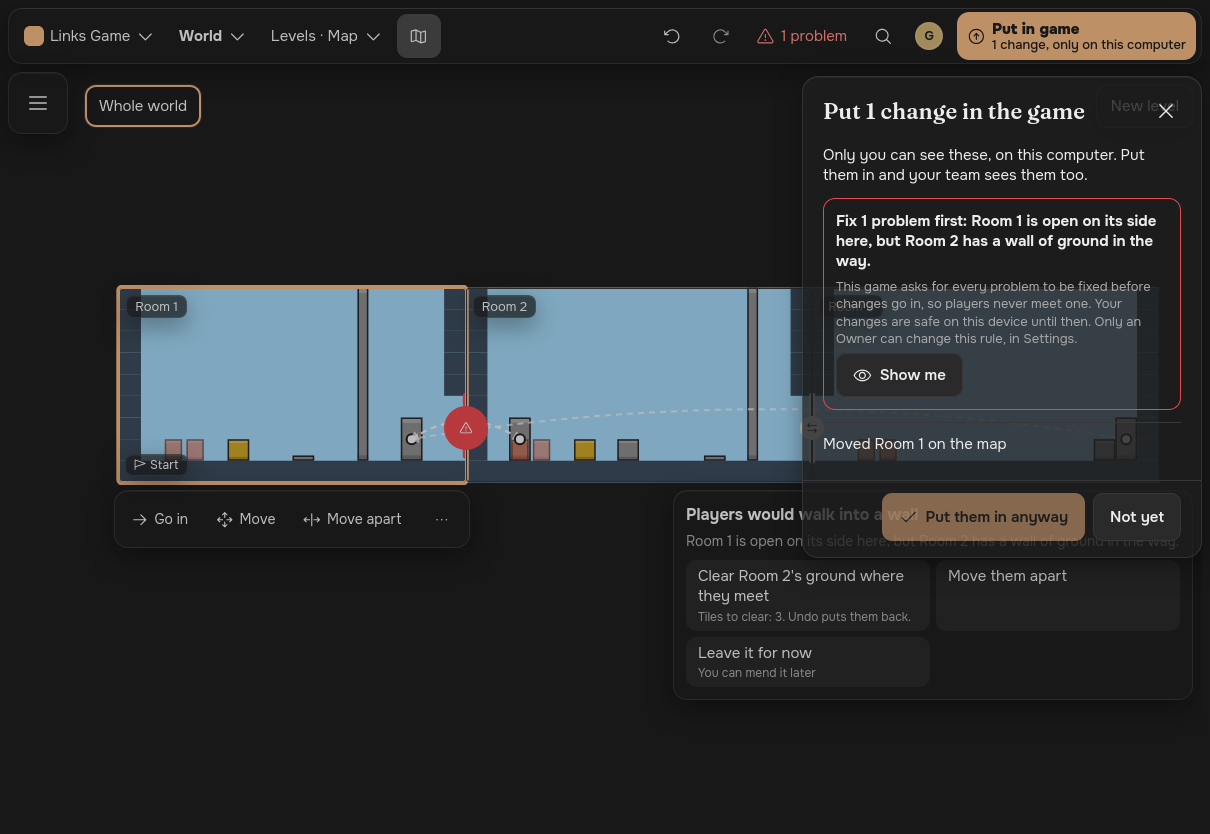 Links Game
World
Levels · Map
1 problem
G
Put in game
1 change, only on this computer
Whole world
New level
Put 1 change in the game
Only you can see these, on this computer. Put
them in and your team sees them too.
Fix 1 problem first: Room 1 is open on its side
here, but Room 2 has a wall of ground in the
way.
This game asks for every problem to be fixed before
changes go in, so players never meet one. Your
changes are safe on this device until then. Only an
Owner can change this rule, in Settings.
Show me
Moved Room 1 on the map
Put them in anyway
Not yet
Room 1
Room 2
Start
Go in
Move
Move apart
Players would walk into a wall
Room 1 is open on its side here, but Room 2 has a wall of ground in the way.
Clear Room 2's ground where
they meet
Tiles to clear: 3. Undo puts them back.
Move them apart
Leave it for now
You can mend it later